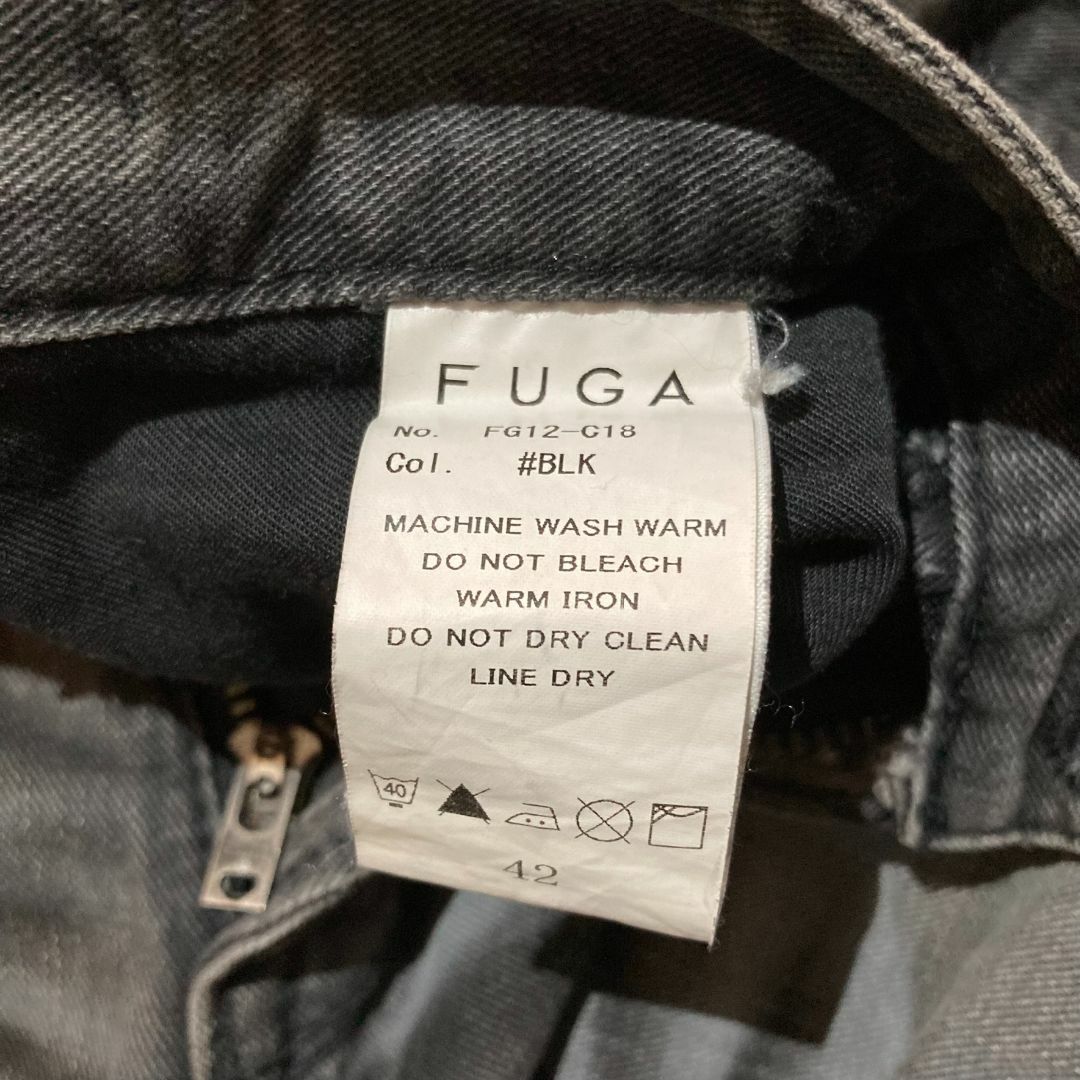 FUGA
No. FG12-C18
Col. #BLK
MACHINE WASH WARM
DO NOT BLEACH
WARM IRON
DO NOT DRY CLEAN
LINE DRY
40
42